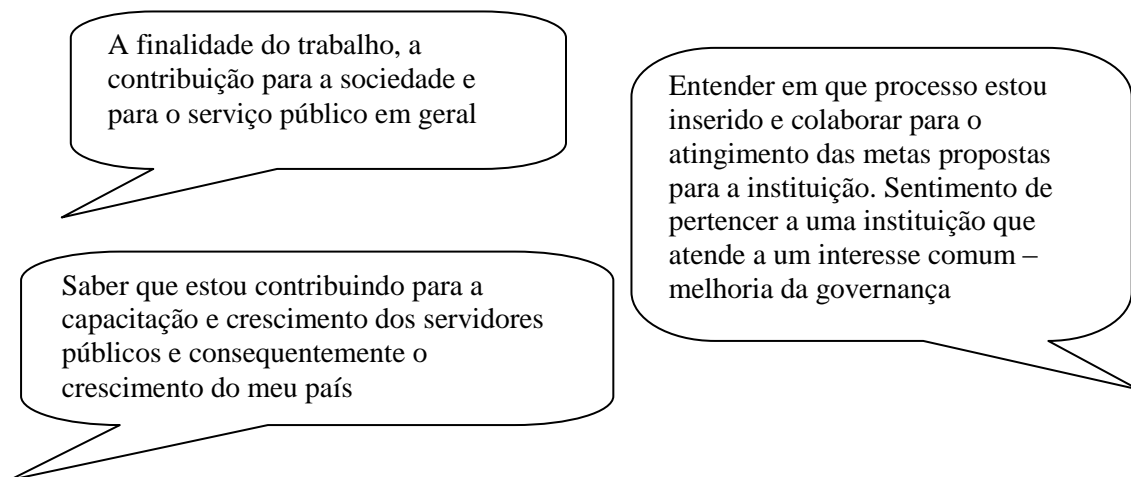 A finalidade do trabalho, a
contribuição para a sociedade e
para o serviço público em geral
Entender em que processo estou
inserido e colaborar para o
atingimento das metas propostas
para a instituição. Sentimento de
pertencer a uma instituição que
atende a um interesse comum –
melhoria da governança
Saber que estou contribuindo para a
capacitação e crescimento dos servidores
públicos e consequentemente o
crescimento do meu país